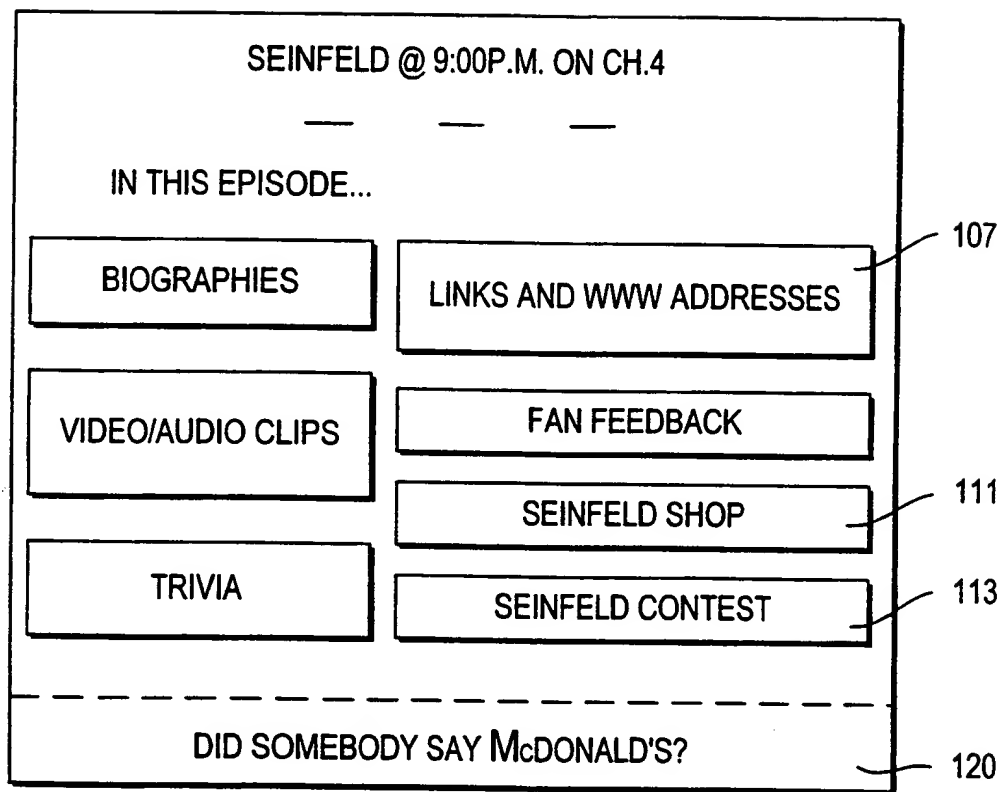 SEINFELD @ 9:00P.M. ON CH.4
IN THIS EPISODE...
BIOGRAPHIES
LINKS AND WWW ADDRESSES
107
VIDEO/AUDIO CLIPS
FAN FEEDBACK
SEINFELD SHOP
111
TRIVIA
SEINFELD CONTEST
113
DID SOMEBODY SAY McDONALD'S?
120